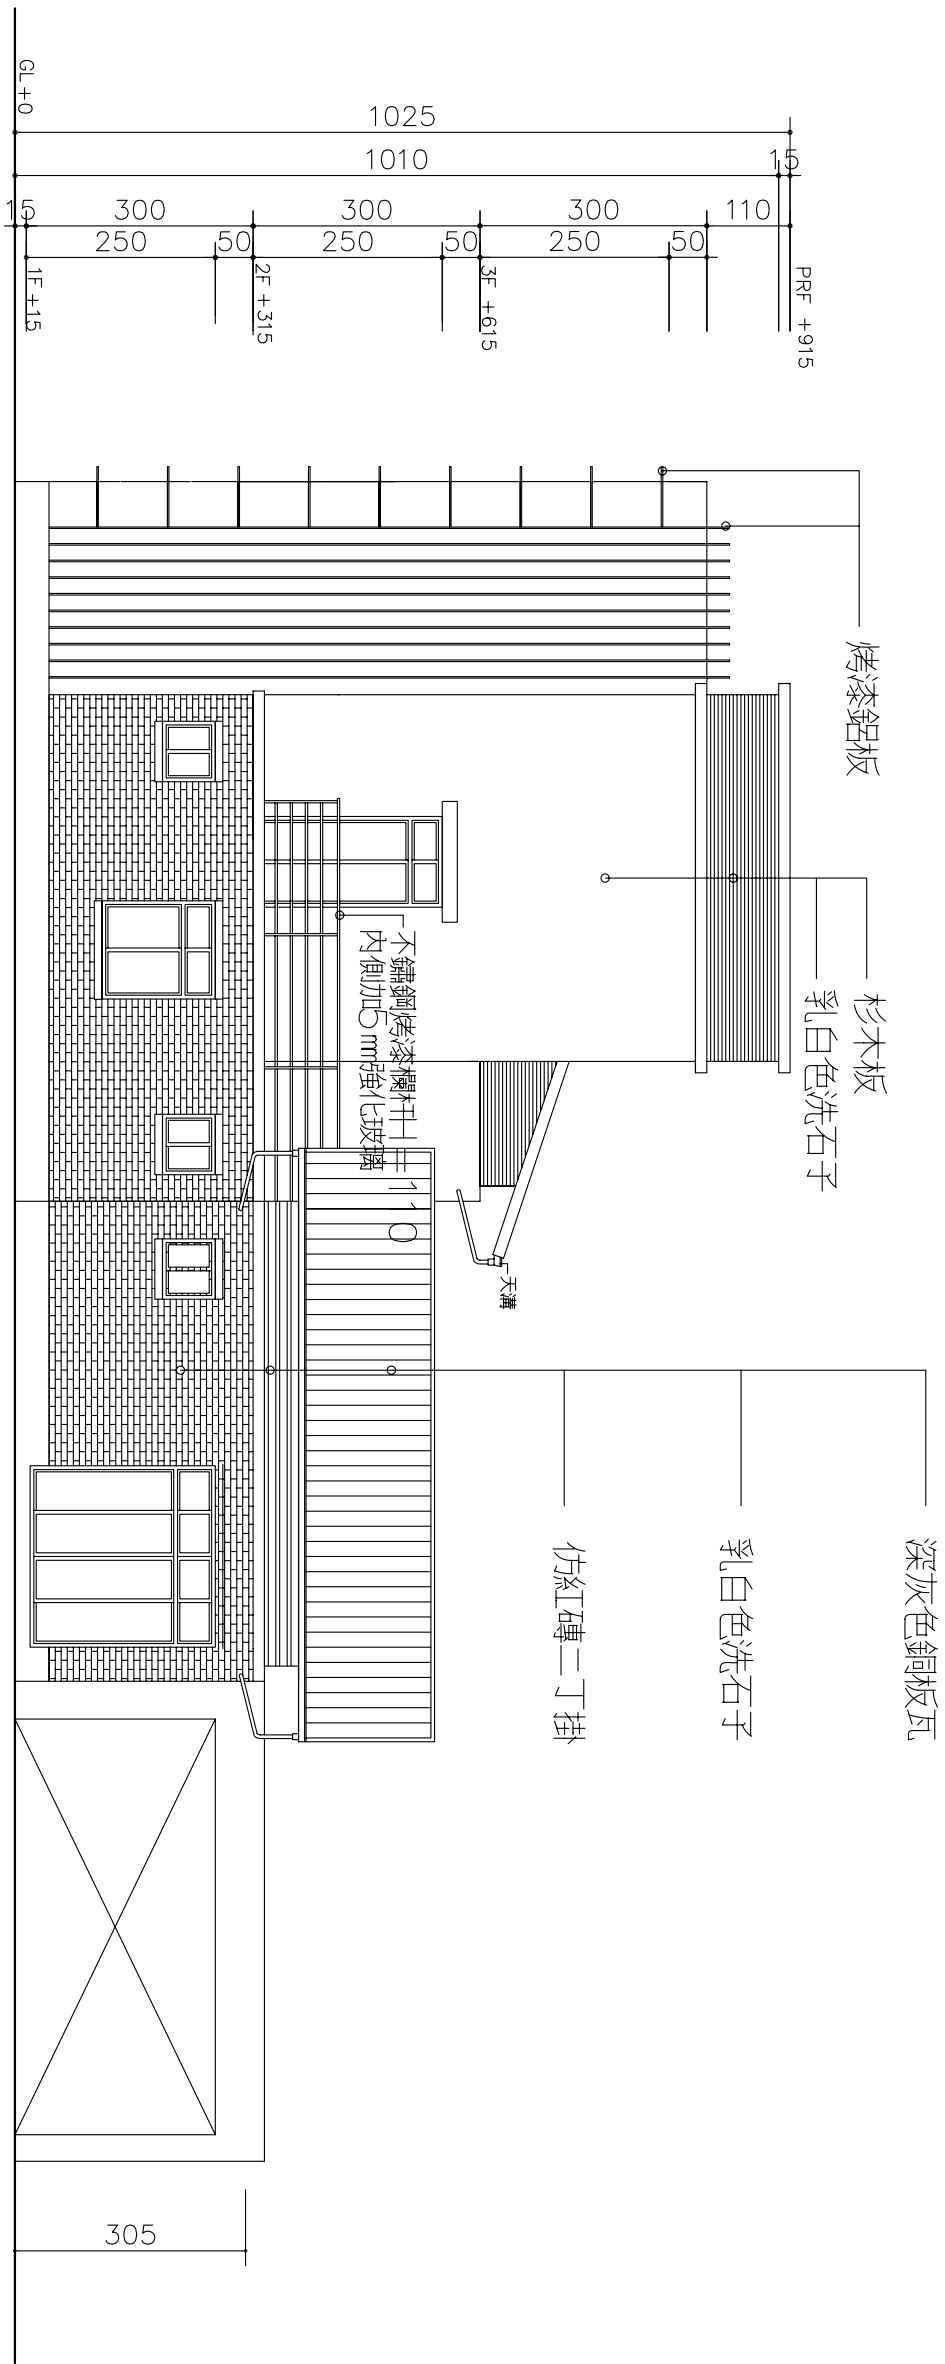 GL+0
1025
1010
15
15
300
300
300
110
250
50
250
50
250
50
1F +15
2F +315
3F +615
PRF +915
烤漆鋁板
杉木板
乳白色洗石子
不鏽鋼烤漆欄杆H=110
內側加5mm強化玻璃
天溝
深灰色鋼板瓦
乳白色洗石子
仿紅磚二丁掛
305